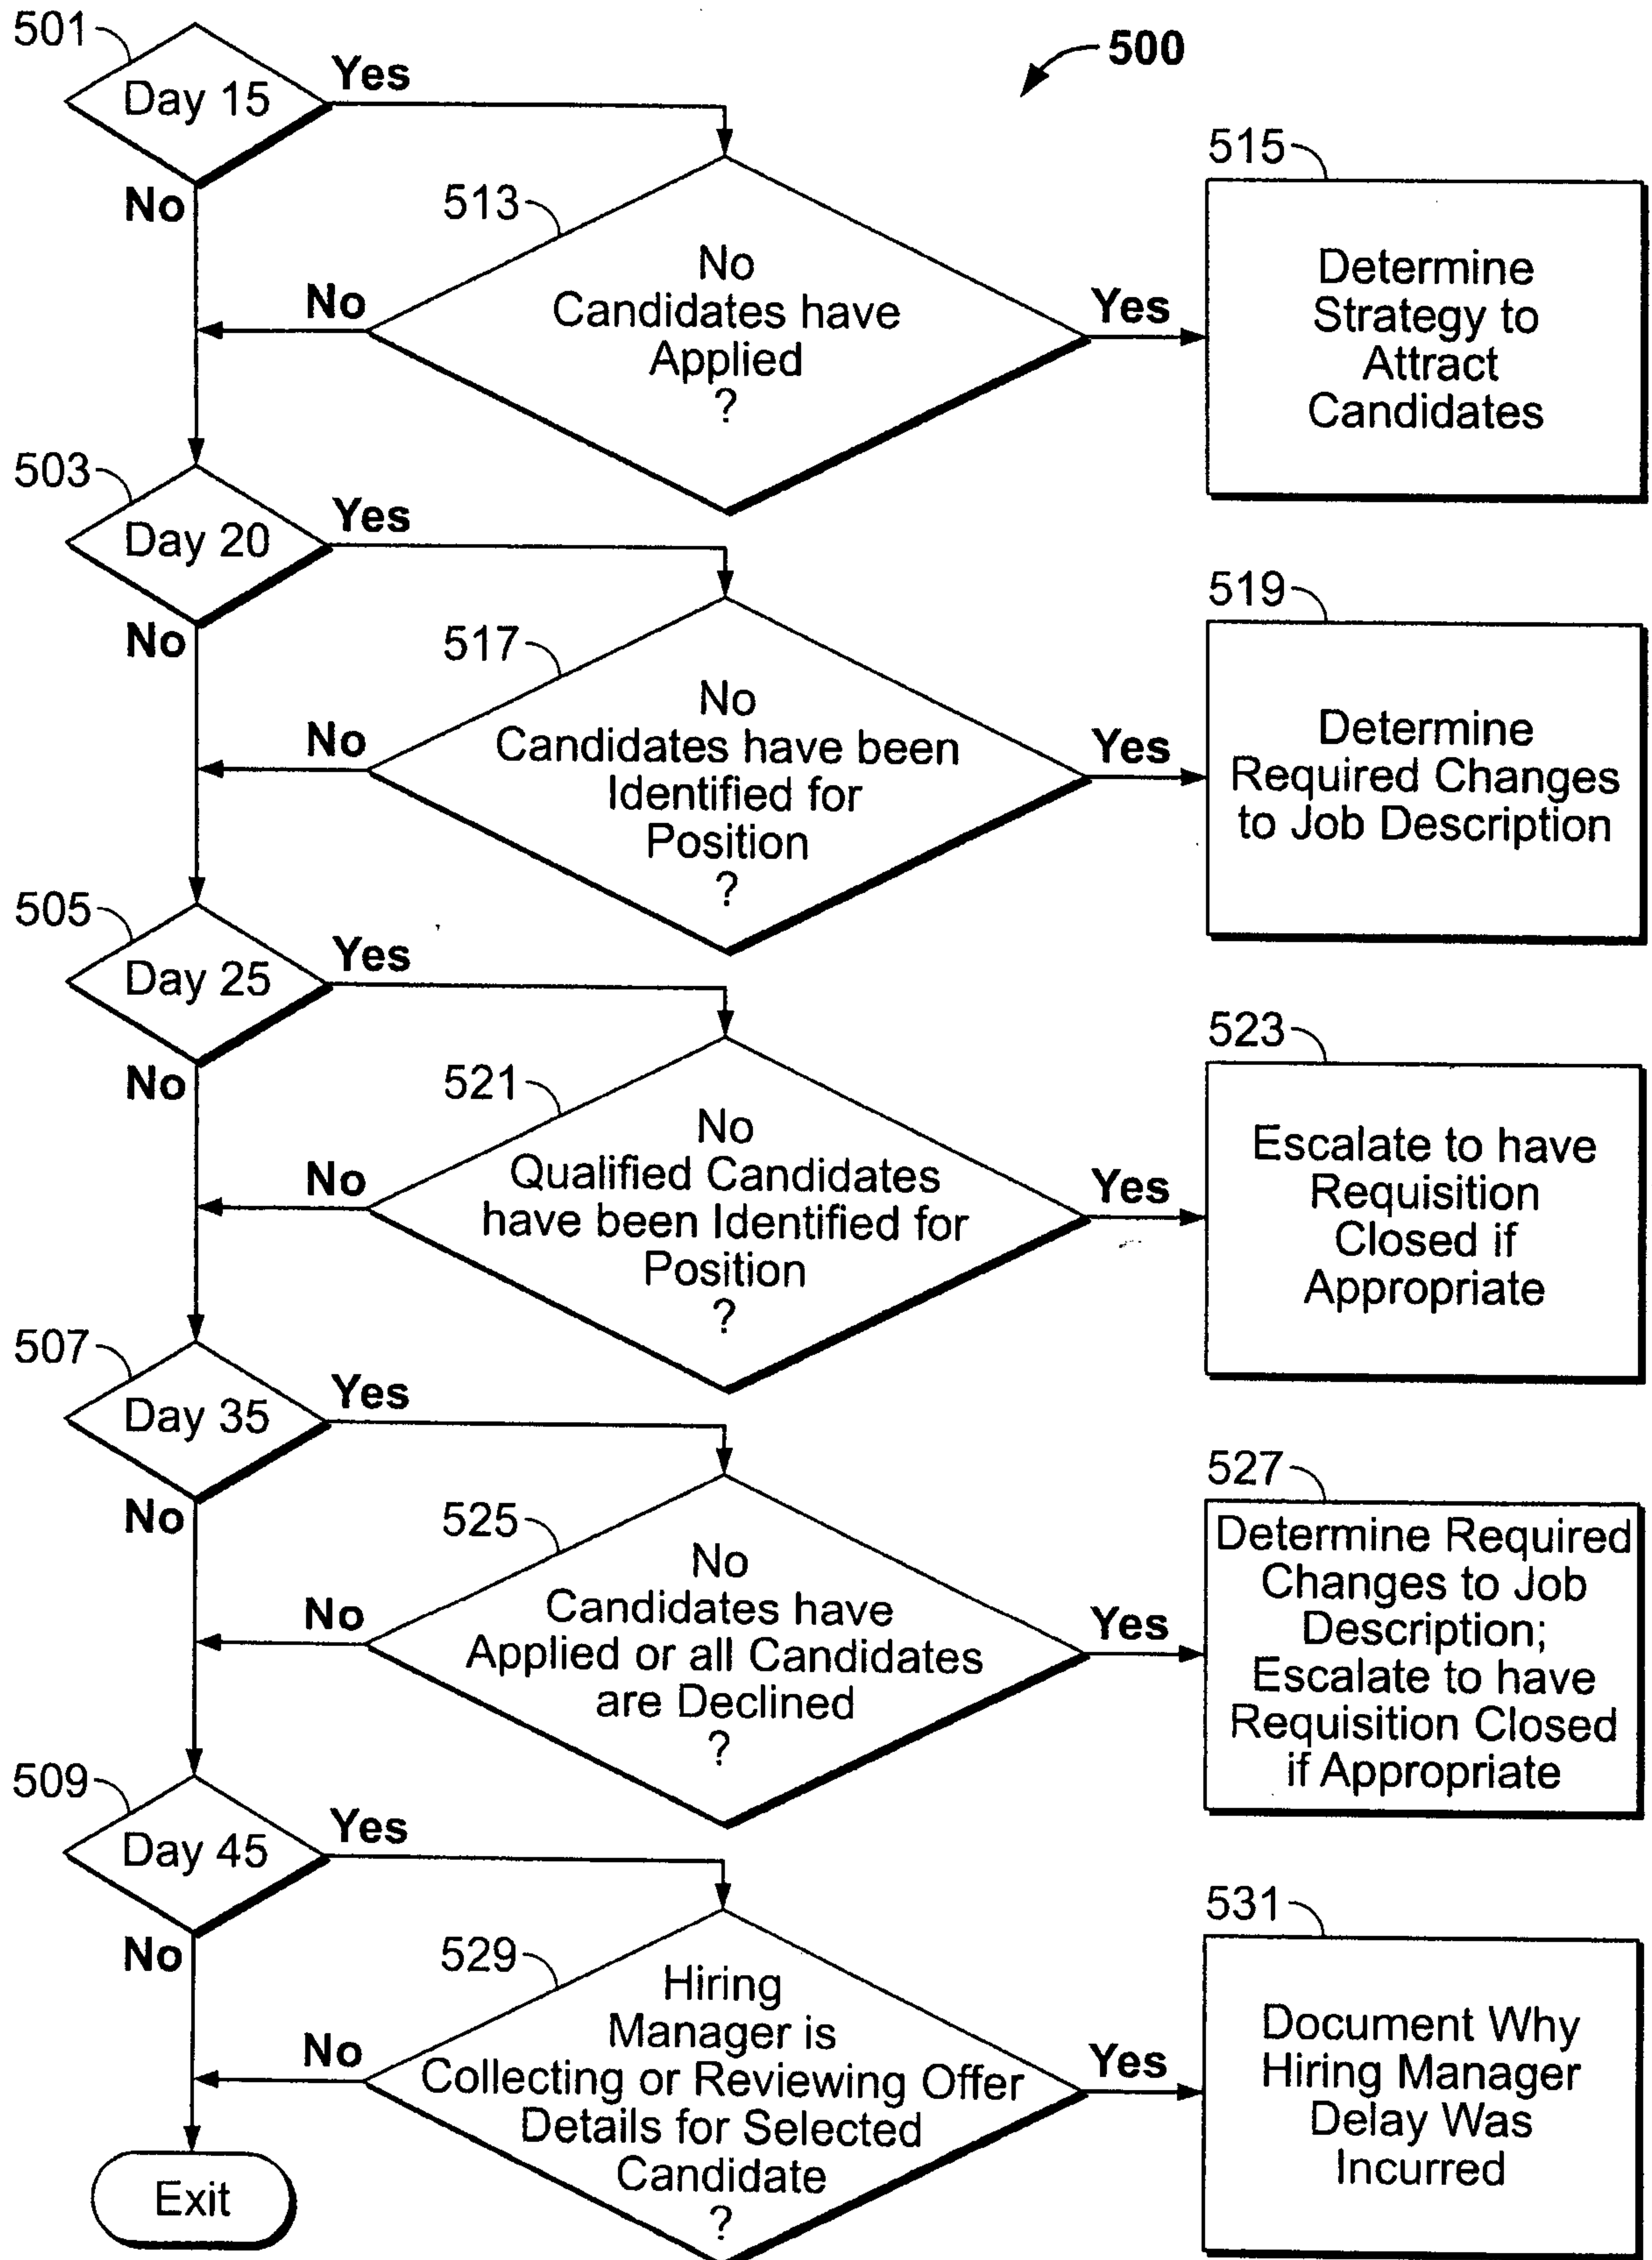 500
501
Day 15
Yes
No
513
No
Candidates have
Applied
?
No
Yes
515
Determine
Strategy to
Attract
Candidates
503
Day 20
Yes
No
517
No
Candidates have been
Identified for
Position
?
No
Yes
519
Determine
Required Changes
to Job Description
505
Day 25
Yes
No
521
No
Qualified Candidates
have been Identified for
Position
?
No
Yes
523
Escalate to have
Requisition
Closed if
Appropriate
507
Day 35
Yes
No
525
No
Candidates have
Applied or all Candidates
are Declined
?
No
Yes
527
Determine Required
Changes to Job
Description;
Escalate to have
Requisition Closed
if Appropriate
509
Day 45
Yes
No
529
Hiring
Manager is
Collecting or Reviewing Offer
Details for Selected
Candidate
?
No
Yes
531
Document Why
Hiring Manager
Delay Was
Incurred
Exit